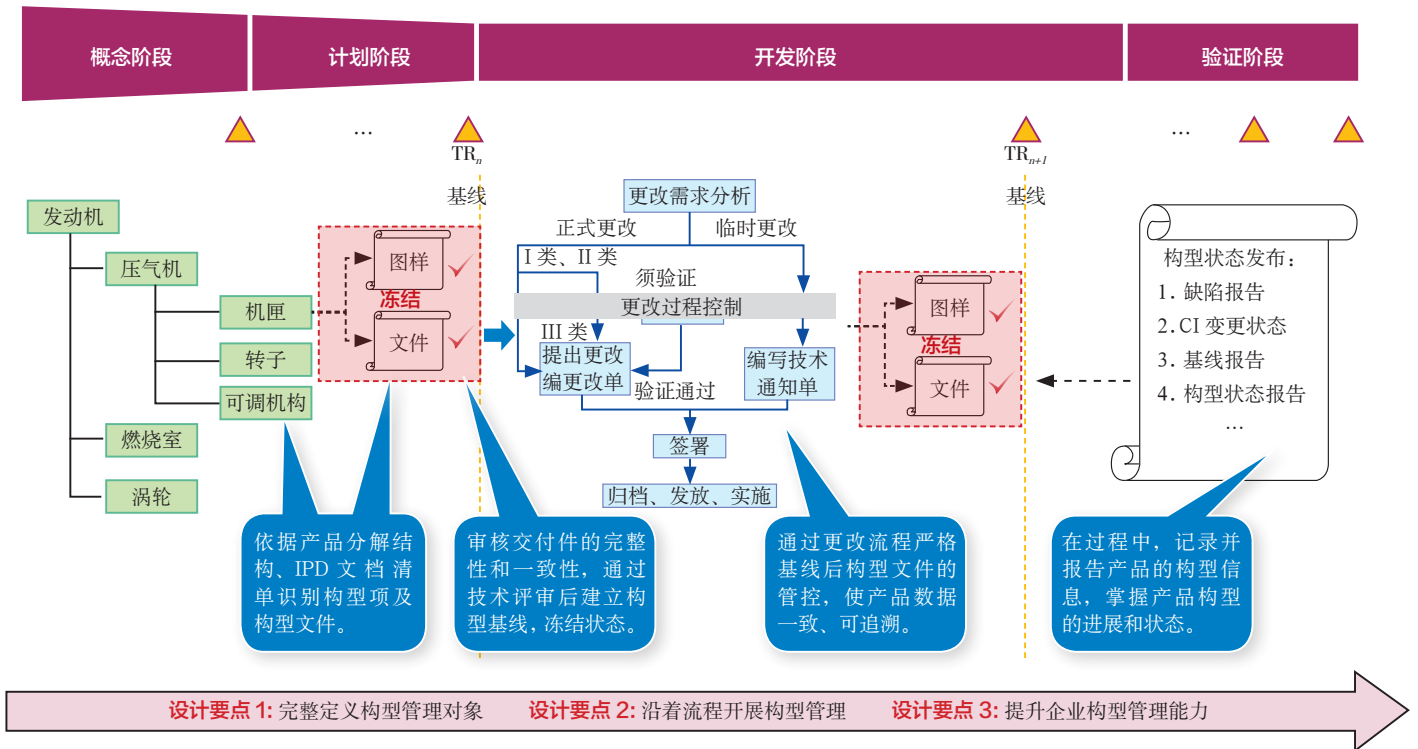 概念阶段
计划阶段
开发阶段
验证阶段
…
…
TRn
TRn+1
基线
基线
发动机
压气机
机匣
转子
可调机构
燃烧室
涡轮
图样
冻结
文件
更改需求分析
正式更改
临时更改
I 类、II 类
须验证
更改过程控制
III 类
提出更改
编更改单
验证通过
编写技术
通知单
签署
归档、发放、实施
图样
冻结
文件
构型状态发布：
1. 缺陷报告
2.CI 变更状态
3. 基线报告
4. 构型状态报告
…
依据产品分解结
构、IPD 文 档 清
单识别构型项及
构型文件。
审核交付件的完整
性和一致性，通过
技术评审后建立构
型基线，冻结状态。
通过更改流程严格
基线后构型文件的
管控，使产品数据
一致、可追溯。
在过程中，记录并
报告产品的构型信
息，掌握产品构型
的进展和状态。
设计要点 1: 完整定义构型管理对象
设计要点 2: 沿着流程开展构型管理
设计要点 3: 提升企业构型管理能力